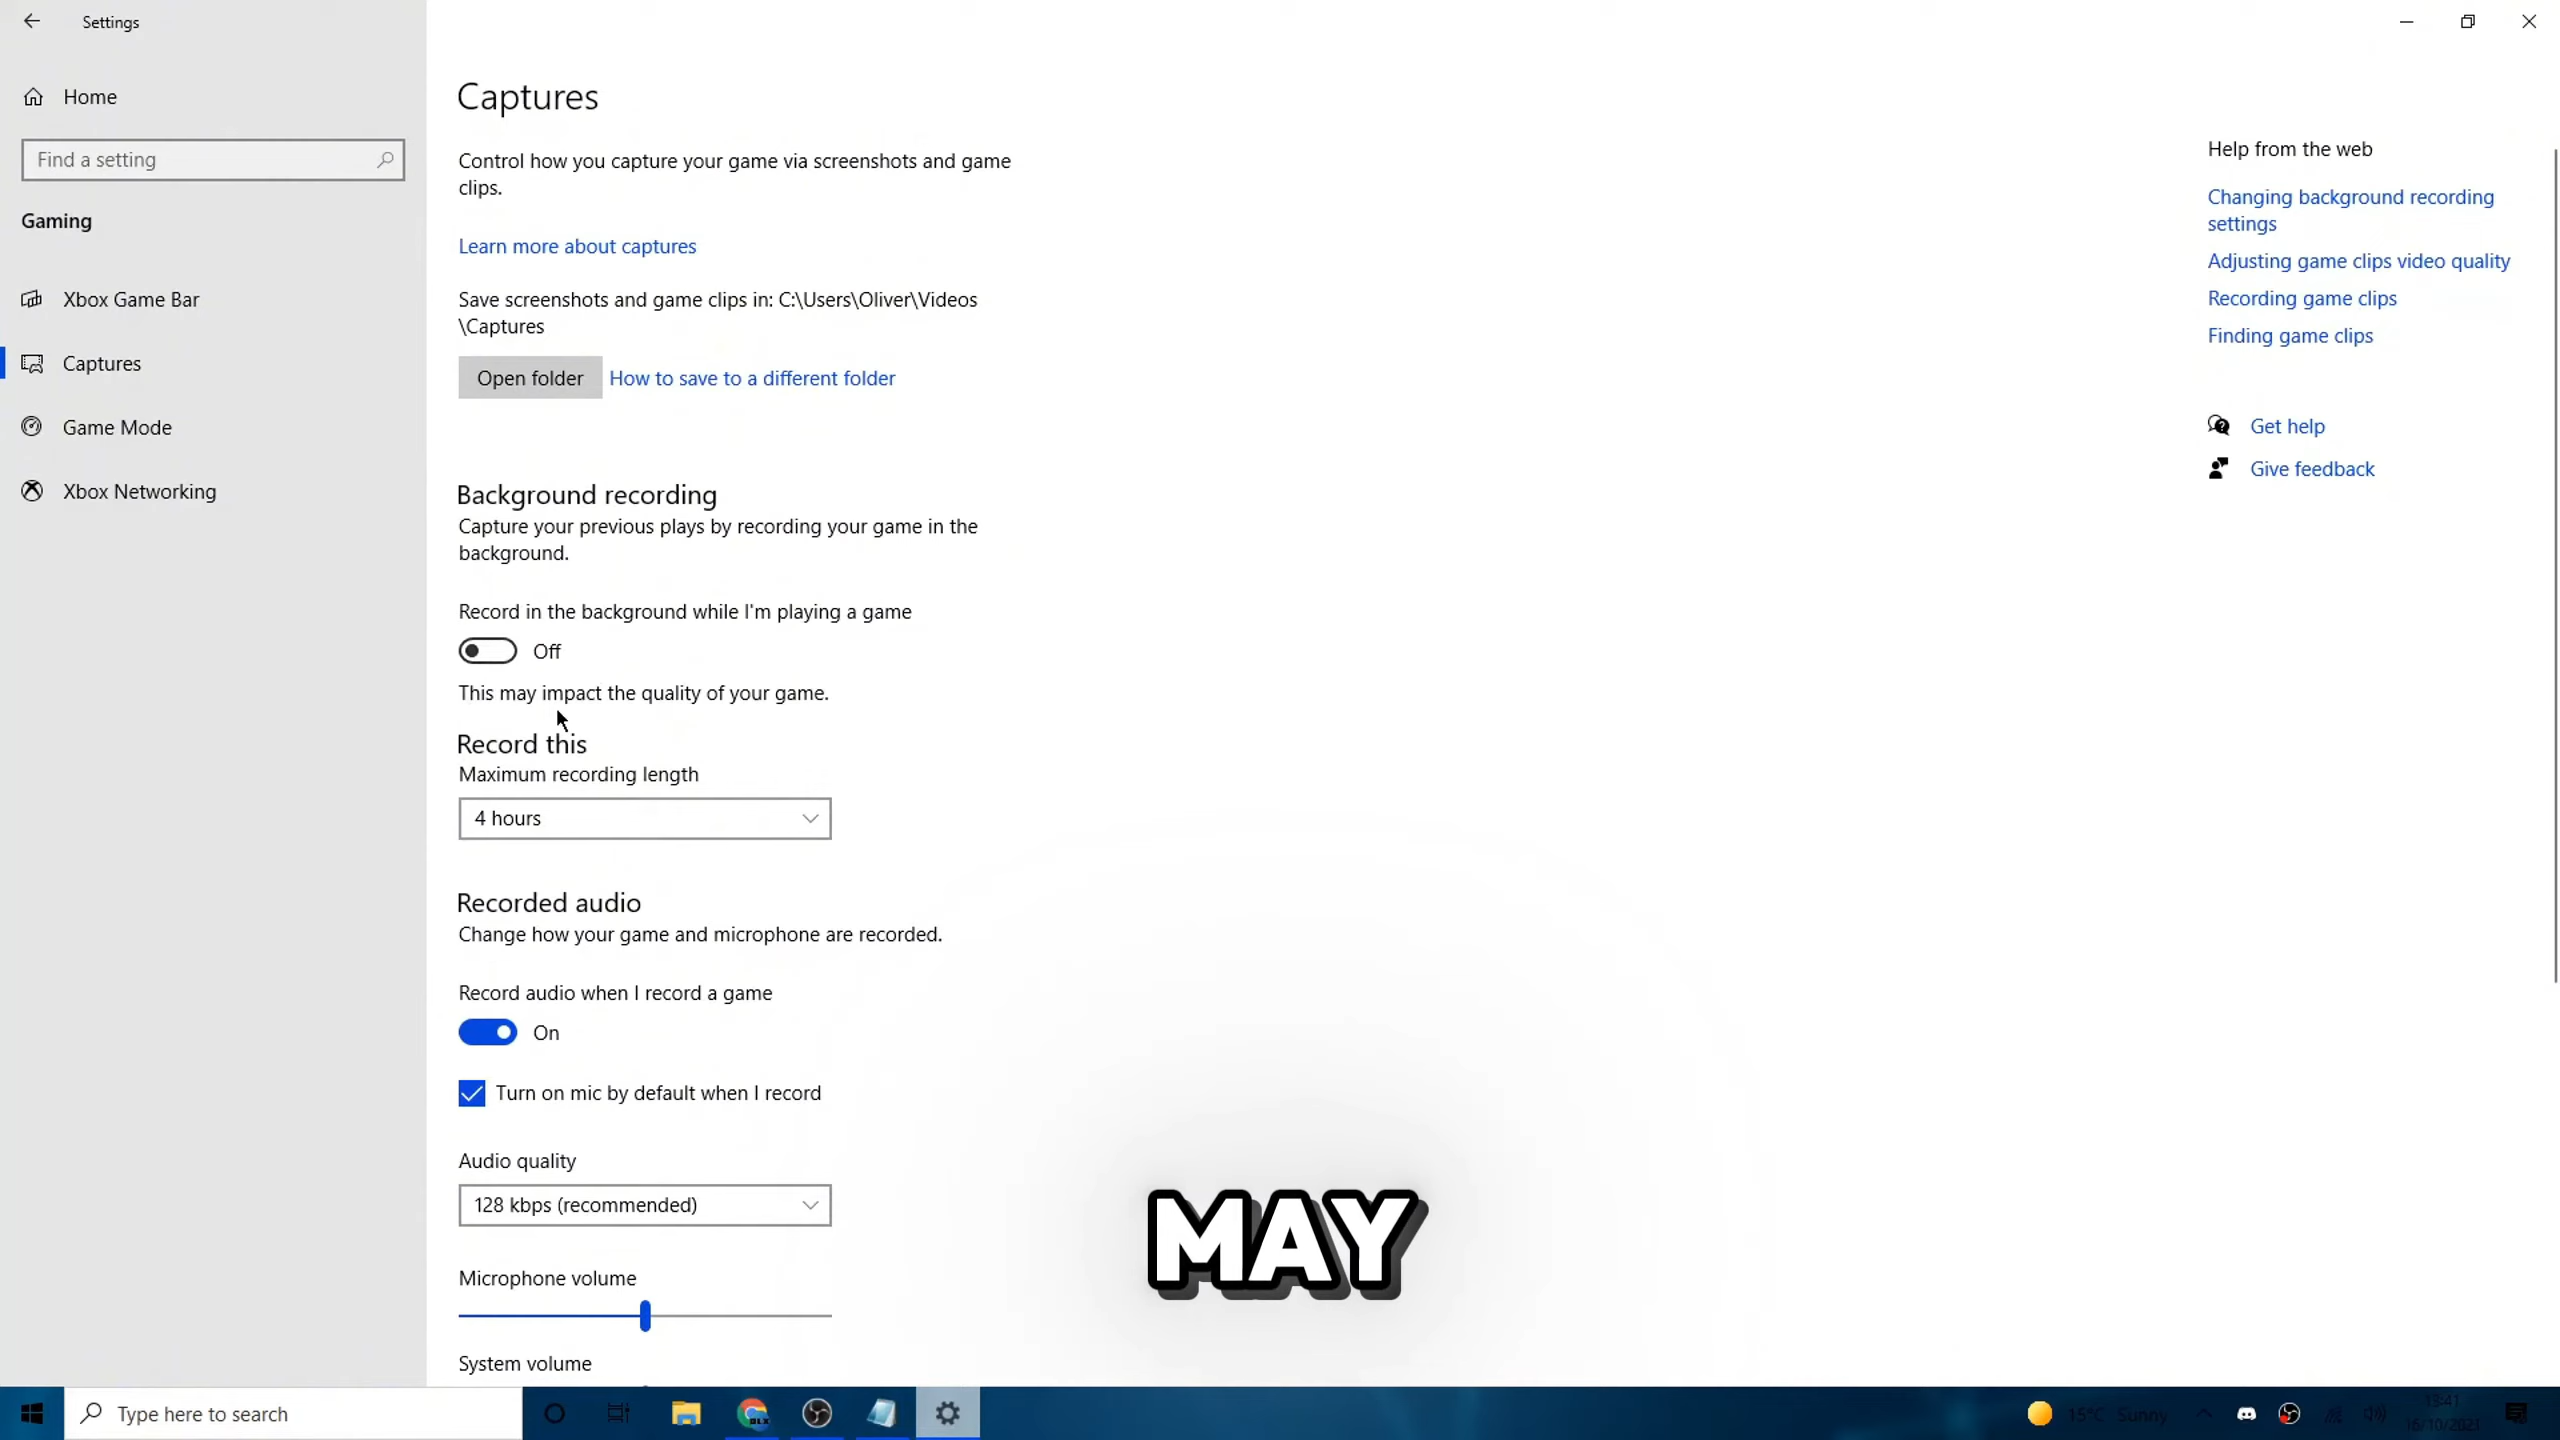 Settings
Home
Find a setting
Gaming
Xbox Game Bar
Captures
Game Mode
Xbox Networking
Captures
Control how you capture your game via screenshots and game
clips.
Learn more about captures
Save screenshots and game clips in: C:\Users\Oliver\Videos
\Captures
Open folder
How to save to a different folder
Background recording
Capture your previous plays by recording your game in the
background.
Record in the background while I'm playing a game
Off
This may impact the quality of your game.
Record this
Maximum recording length
4 hours
Recorded audio
Change how your game and microphone are recorded.
Record audio when I record a game
On
Turn on mic by default when I record
Audio quality
128 kbps (recommended)
Microphone volume
System volume
Help from the web
Changing background recording
settings
Adjusting game clips video quality
Recording game clips
Finding game clips
Get help
Give feedback
MAY
Type here to search
15°C Sunny
13:41
16/10/2021